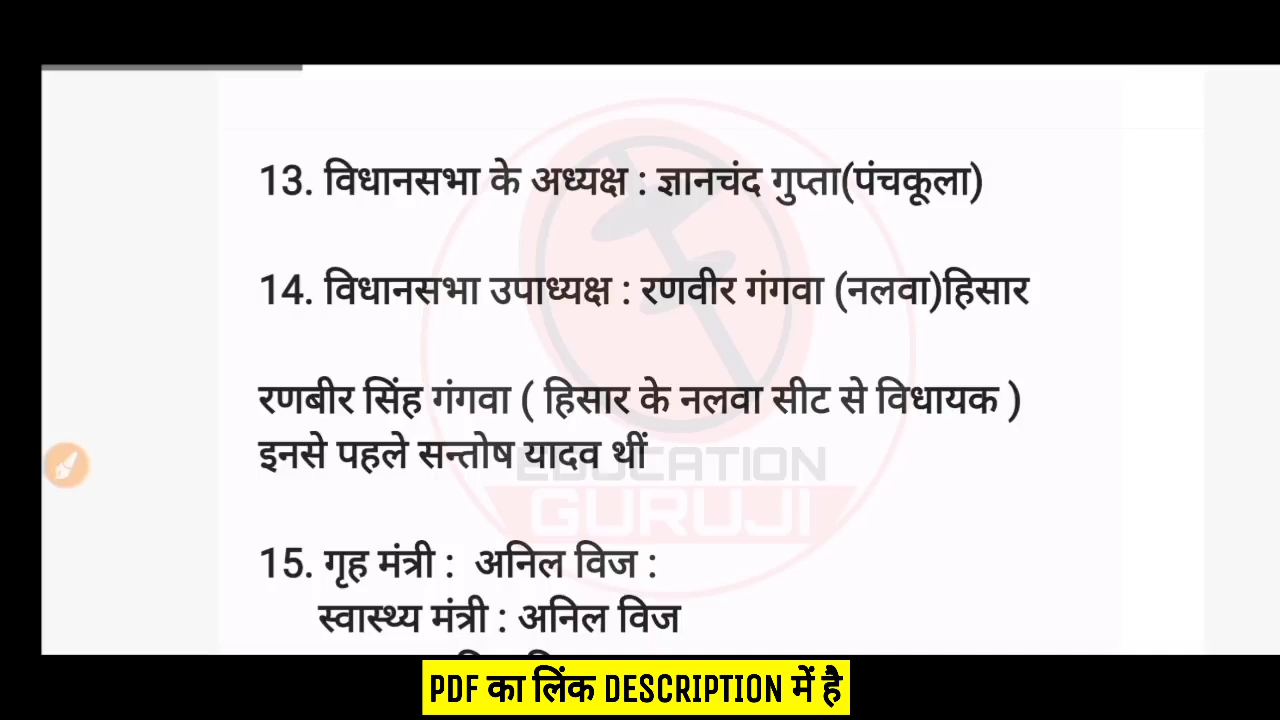 13. विधानसभा के अध्यक्ष : ज्ञानचंद गुप्ता(पंचकूला)
14. विधानसभा उपाध्यक्ष : रणवीर गंगवा (नलवा)हिसार
रणबीर सिंह गंगवा ( हिसार के नलवा सीट से विधायक )
इनसे पहले सन्तोष यादव थीं
EDUCATION
GURUJI
15. गृह मंत्री : अनिल विज :
स्वास्थ्य मंत्री : अनिल विज
PDF का लिंक DESCRIPTION में है